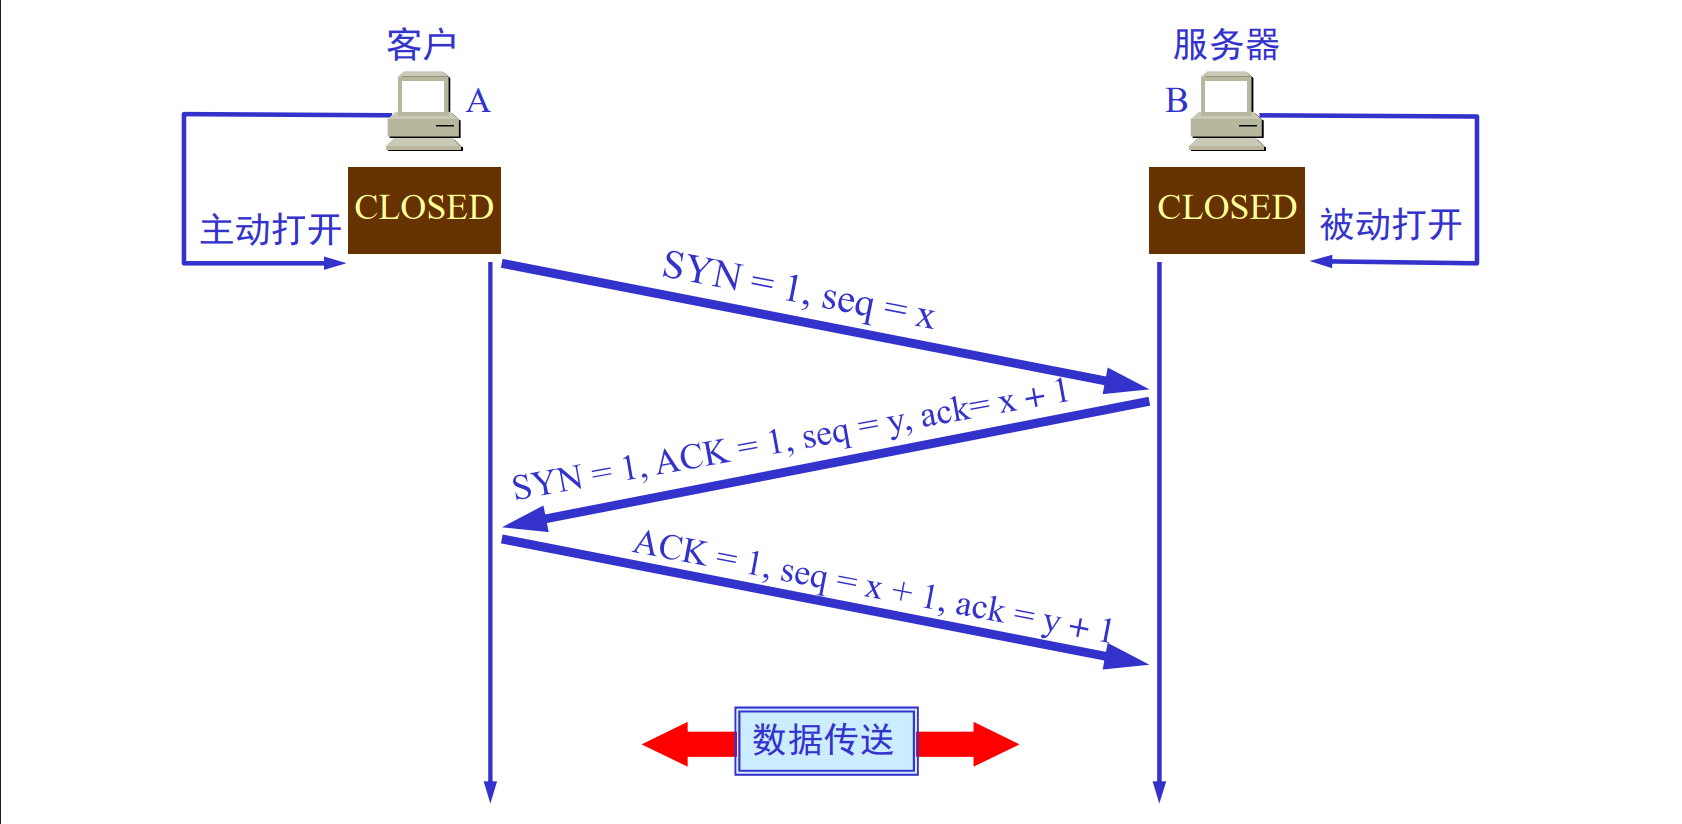 客户
服务器
A
B
CLOSED
CLOSED
主动打开
被动打开
SYN = 1, seq = x
SYN = 1, ACK = 1, seq = y, ack= x + 1
ACK = 1, seq = x + 1, ack = y + 1
数据传送